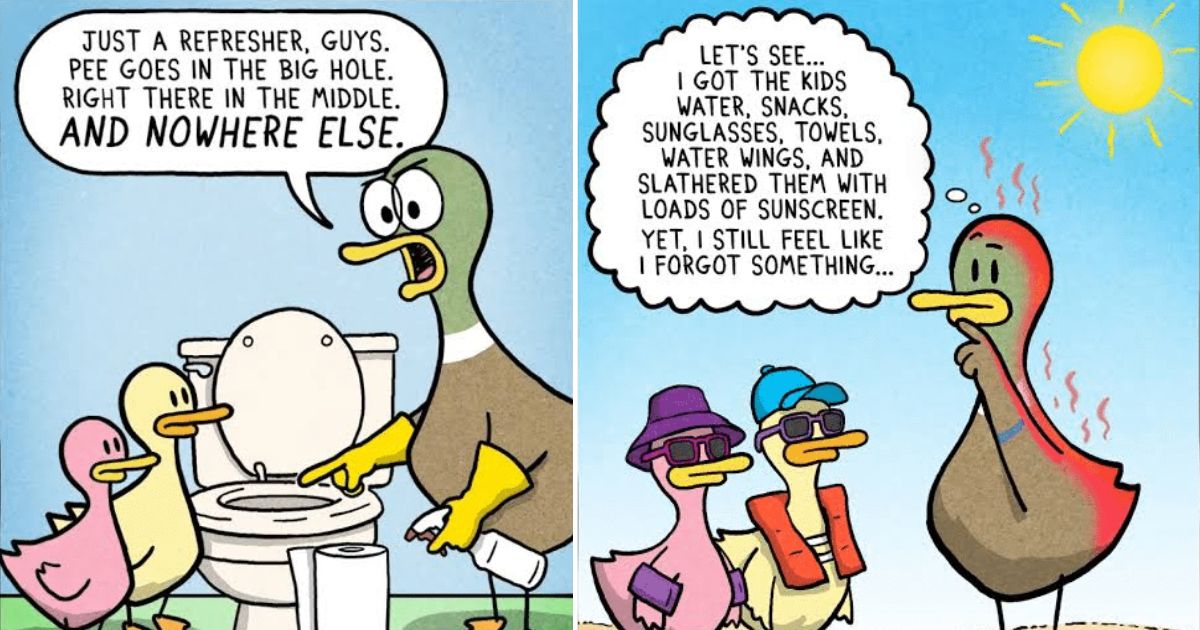 JUST A REFRESHER, GUYS.
PEE GOES IN THE BIG HOLE.
RIGHT THERE IN THE MIDDLE.
AND NOWHERE ELSE.
LET'S SEE...
I GOT THE KIDS
WATER, SNACKS,
SUNGLASSES, TOWELS,
WATER WINGS, AND
SLATHERED THEM WITH
LOADS OF SUNSCREEN.
YET, I STILL FEEL LIKE
I FORGOT SOMETHING...